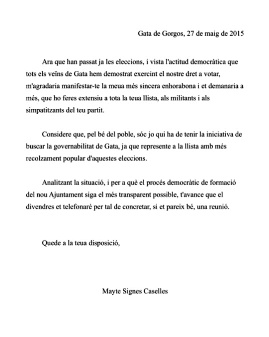 Gata de Gorgos, 27 de maig de 2015
Ara que han passat ja les eleccions, i vista l'actitud democràtica que
tots els veïns de Gata hem demostrat exercint el nostre dret a votar,
m'agradaria manifestar-te la meua més sincera enhorabona i et demanaria a
més, que ho feres extensiu a tota la teua llista, als militants i als
simpatitzants del teu partit.
Considere que, pel bé del poble, sóc jo qui ha de tenir la iniciativa de
buscar la governabilitat de Gata, ja que represente a la llista amb més
recolzament popular d'aquestes eleccions.
Analitzant la situació, i per a què el procés democràtic de formació
del nou Ajuntament siga el més transparent possible, t'avance que el
divendres et telefonaré per tal de concretar, si et pareix bé, una reunió.
Quede a la teua disposició,
Mayte Signes Caselles